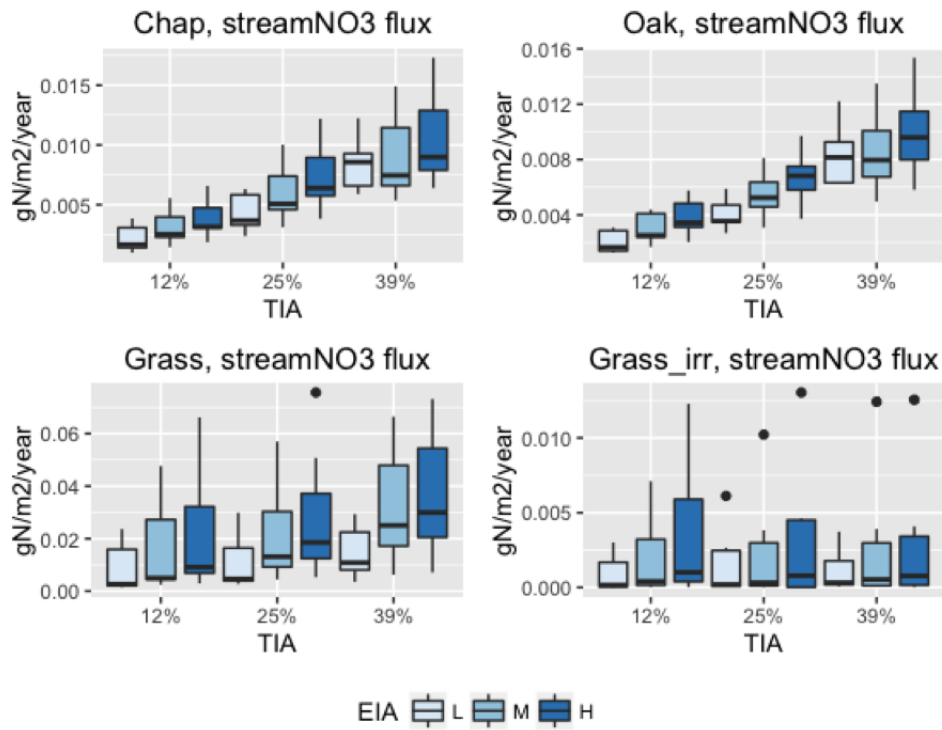 Chap, streamNO3 flux
gN/m2/year
0.015
0.010
0.005
12% 25% 39%
TIA
Oak, streamNO3 flux
gN/m2/year
0.016
0.012
0.008
0.004
12% 25% 39%
TIA
Grass, streamNO3 flux
gN/m2/year
0.06
0.04
0.02
0.00
12% 25% 39%
TIA
Grass_irr, streamNO3 flux
gN/m2/year
0.010
0.005
0.000
12% 25% 39%
TIA
EIA L M H